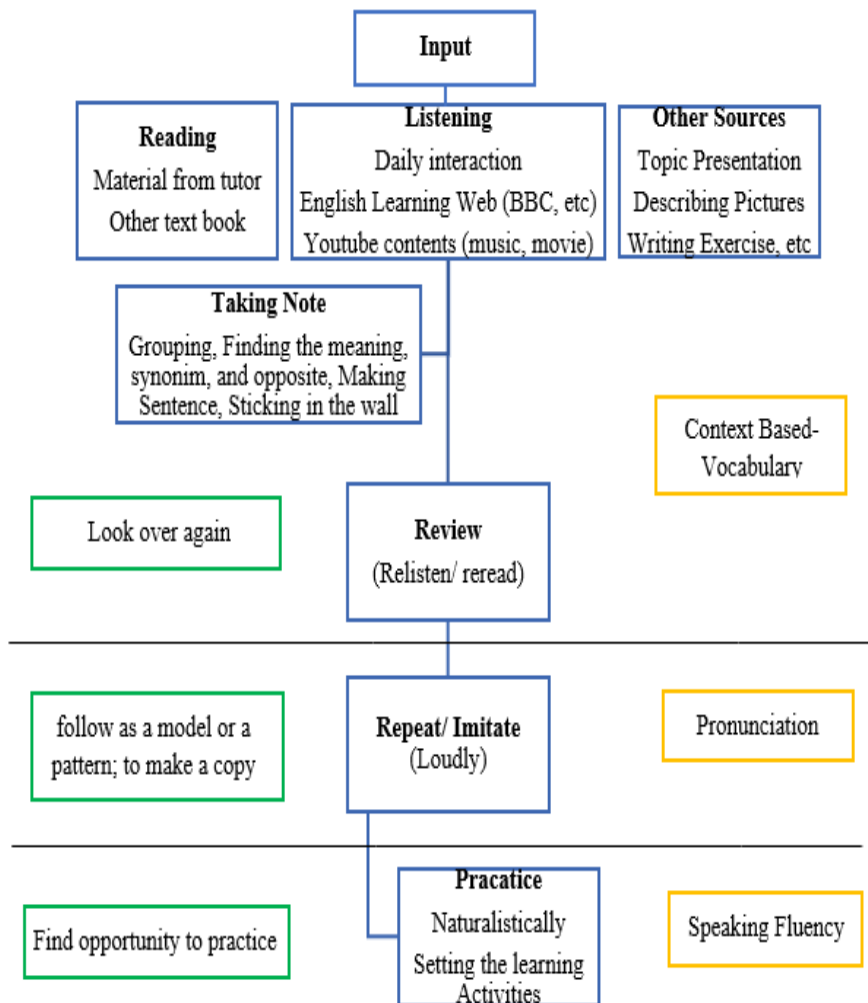 Input
Reading
Material from tutor
Other text book
Listening
Daily interaction
English Learning Web (BBC, etc)
Youtube contents (music, movie)
Other Sources
Topic Presentation
Describing Pictures
Writing Exercise, etc
Taking Note
Grouping, Finding the meaning,
synonim, and opposite, Making
Sentence, Sticking in the wall
Context Based-
Vocabulary
Look over again
Review
(Relisten/ reread)
follow as a model or a
pattern; to make a copy
Repeat/ Imitate
(Loudly)
Pronunciation
Find opportunity to practice
Pracatice
Naturalistically
Setting the learning
Activities
Speaking Fluency